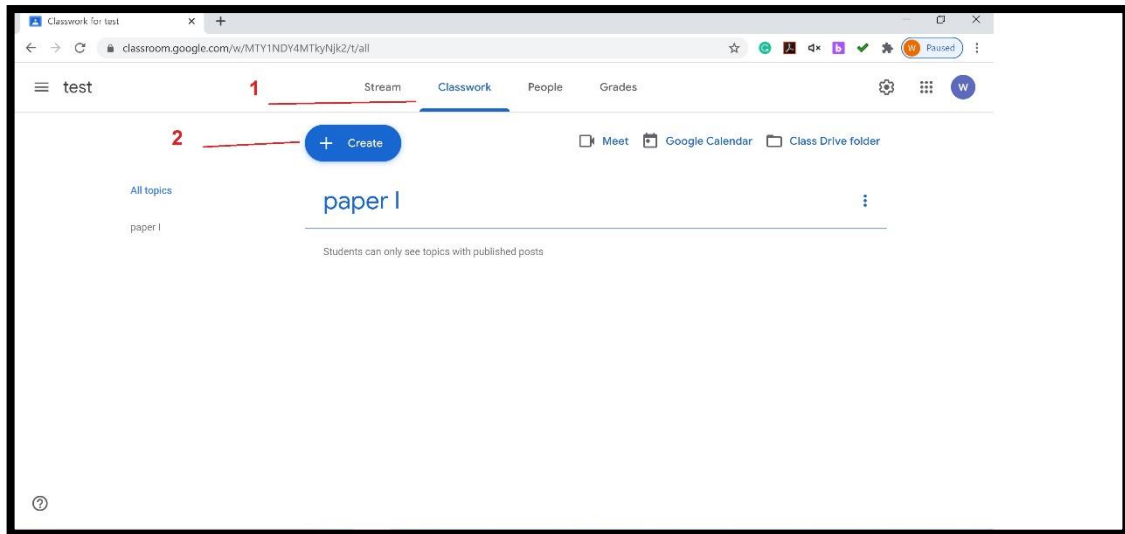 Classwork for test
classroom.google.com/w/MTY1NDY4MTkyNjk2/t/all
W Paused
test
1 Stream Classwork People Grades W
2 + Create Meet Google Calendar Class Drive folder
All topics
paper I
paper I
Students can only see topics with published posts